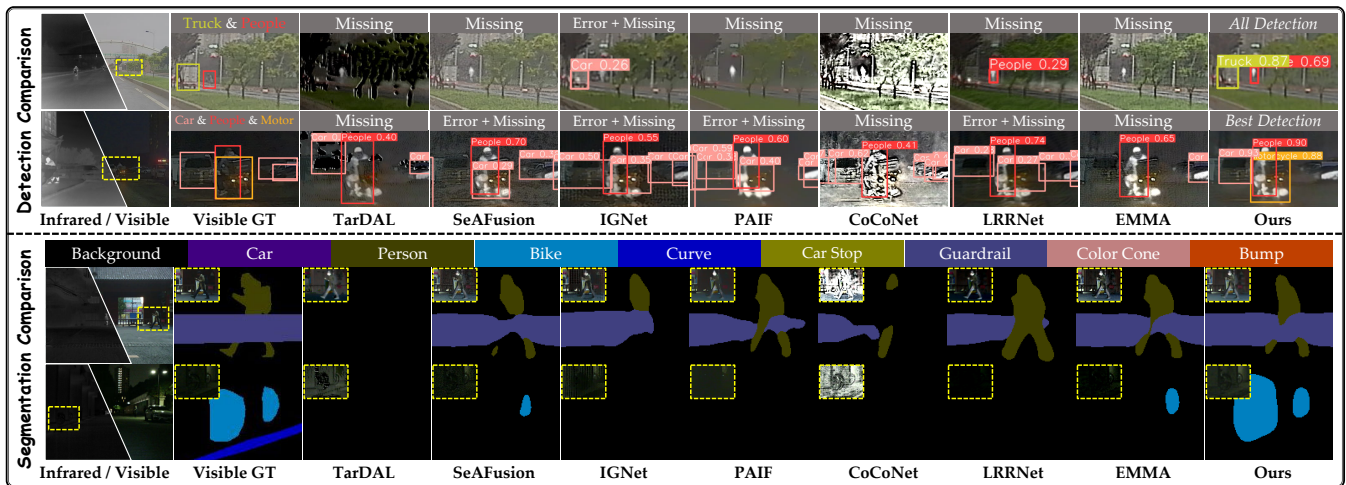 Detection Comparison
Truck & People Missing Missing Error + Missing Missing Missing Missing Missing All Detection
Car 0.26 People 0.29 Truck 0.87 e 0.69
Car & People & Motor Missing Error + Missing Error + Missing Error + Missing Missing Error + Missing Missing Best Detection
People 0.40 People 0.70 People 0.55 People 0.60 People 0.41 People 0.74 People 0.65 People 0.90
Infrared / Visible Visible GT TarDAL SeAFusion IGNet PAIF CoCoNet LRRNet EMMA Ours
Segmentation Comparison
Background Car Person Bike Curve Car Stop Guardrail Color Cone Bump
Infrared / Visible Visible GT TarDAL SeAFusion IGNet PAIF CoCoNet LRRNet EMMA Ours